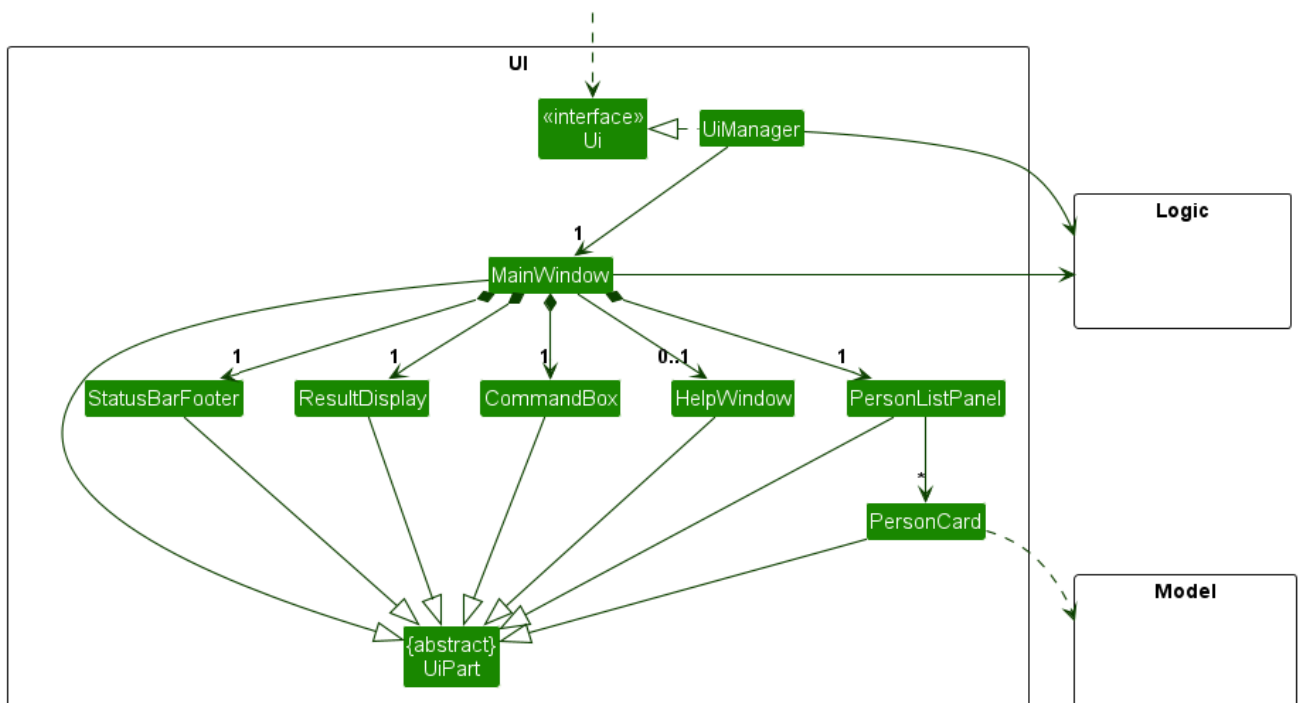 UI
«interface»
Ui
UiManager
Logic
1
MainWindow
1
1
1
0..1
1
StatusBarFooter
ResultDisplay
CommandBox
HelpWindow
PersonListPanel
*
PersonCard
Model
{abstract}
UiPart